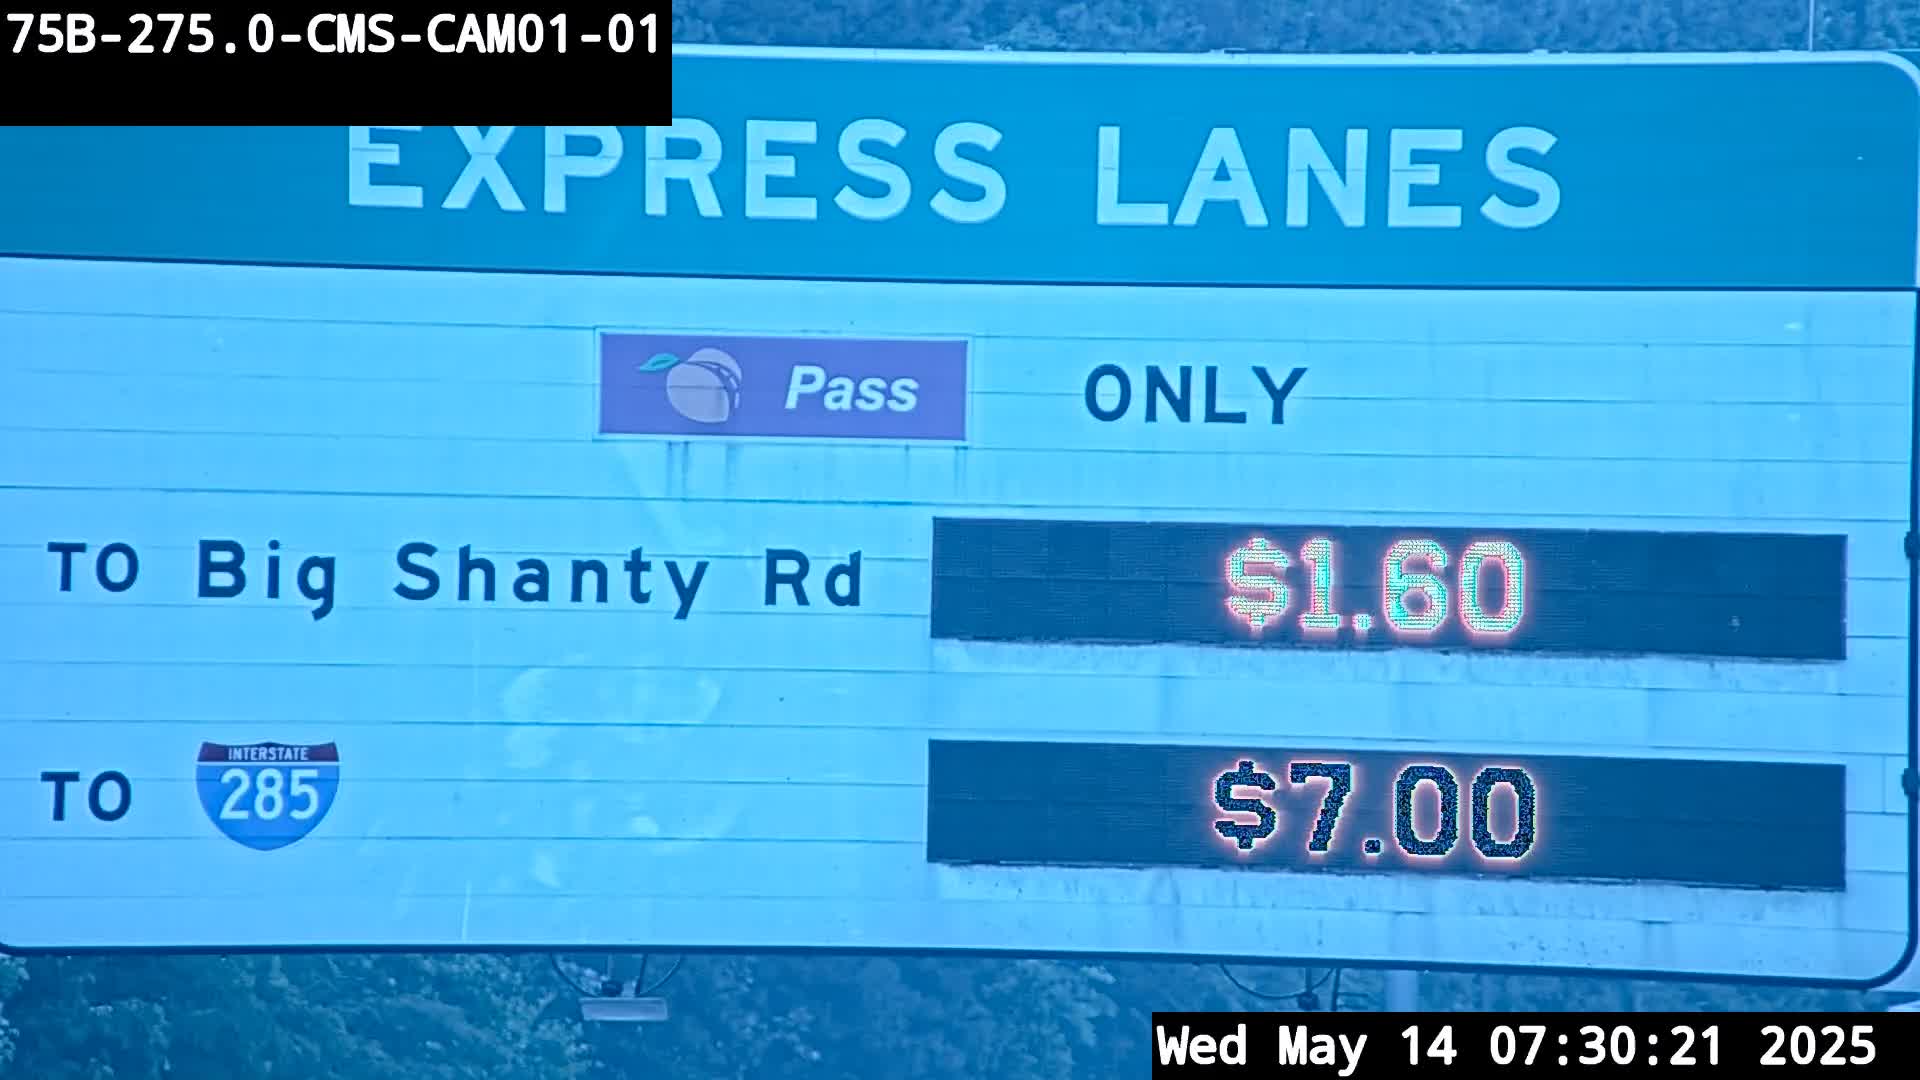 75B-275.0-CMS-CAM01-01
EXPRESS LANES
Pass ONLY
TO Big Shanty Rd $1.60
INTERSTATE
TO 285 $7.00
Wed May 14 07:30:21 2025